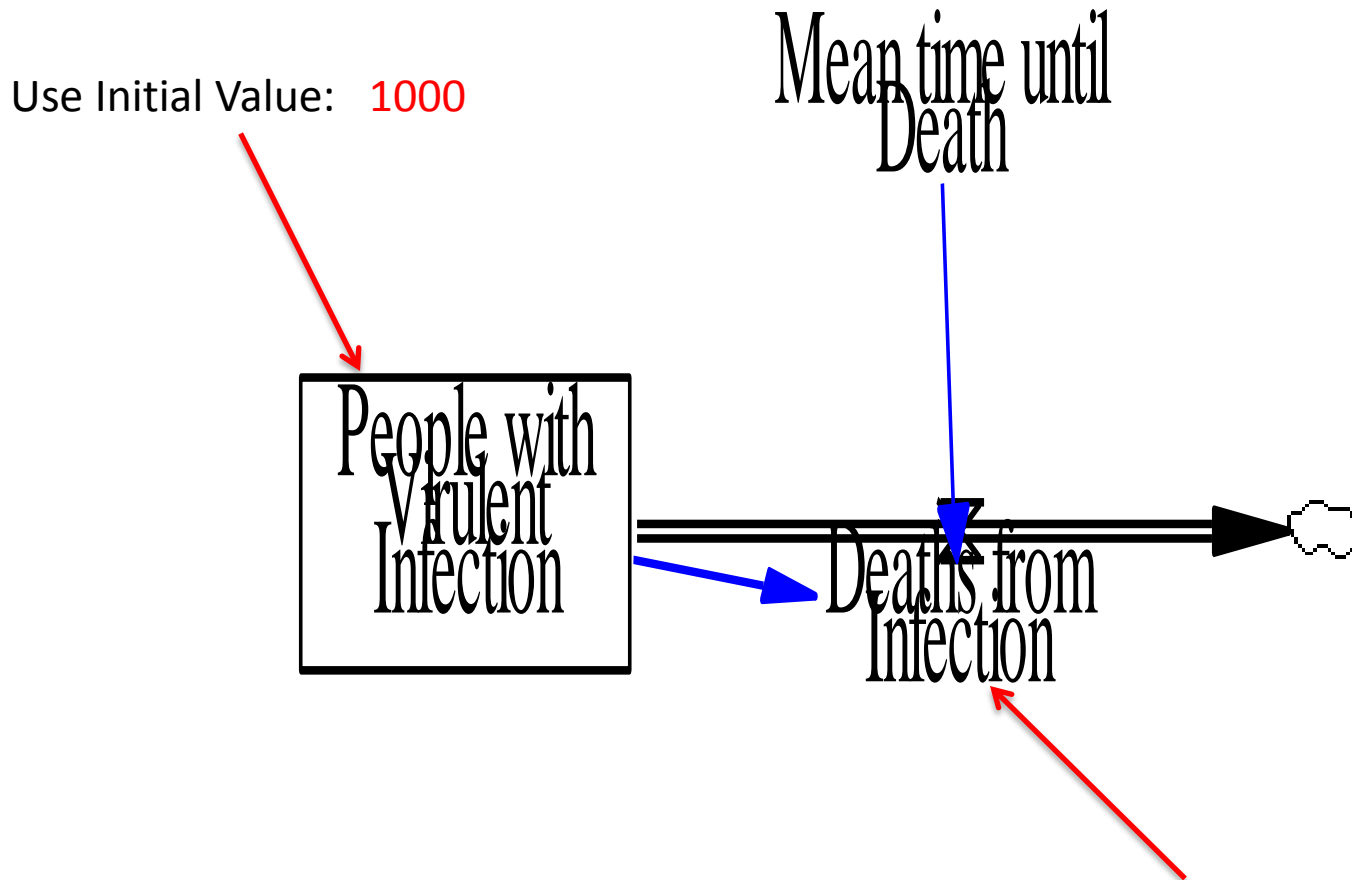 Use Initial Value: 1000
Mean time until
Death
People with
Virulent
Infection
Deaths from
Infection